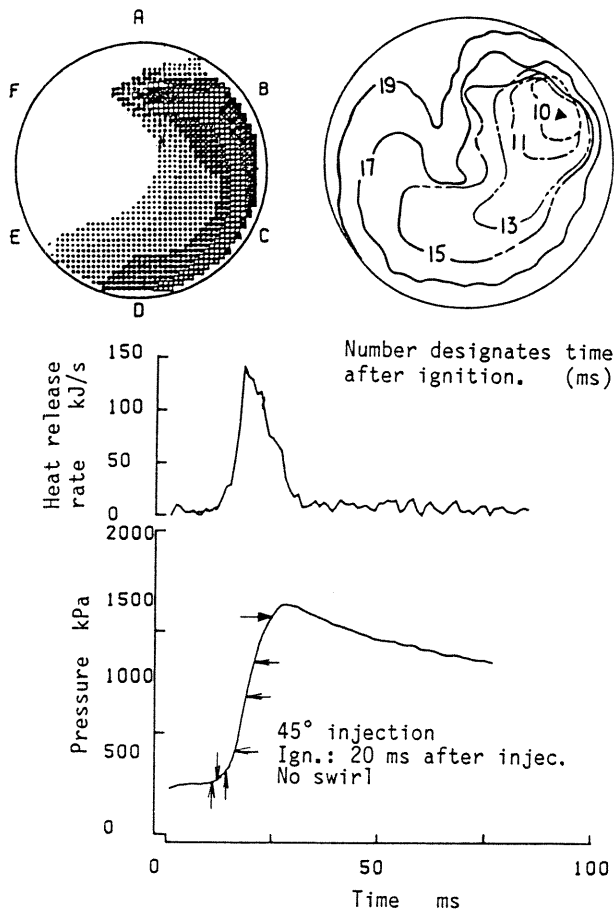 A
F
B
E
C
D
19
17
10
11
13
15
Number designates time
after ignition. (ms)
Heat release
rate kJ/s
150
100
50
0
Pressure kPa
2000
1500
1000
500
0
45° injection
Ign.: 20 ms after injec.
No swirl
0
50
100
Time ms